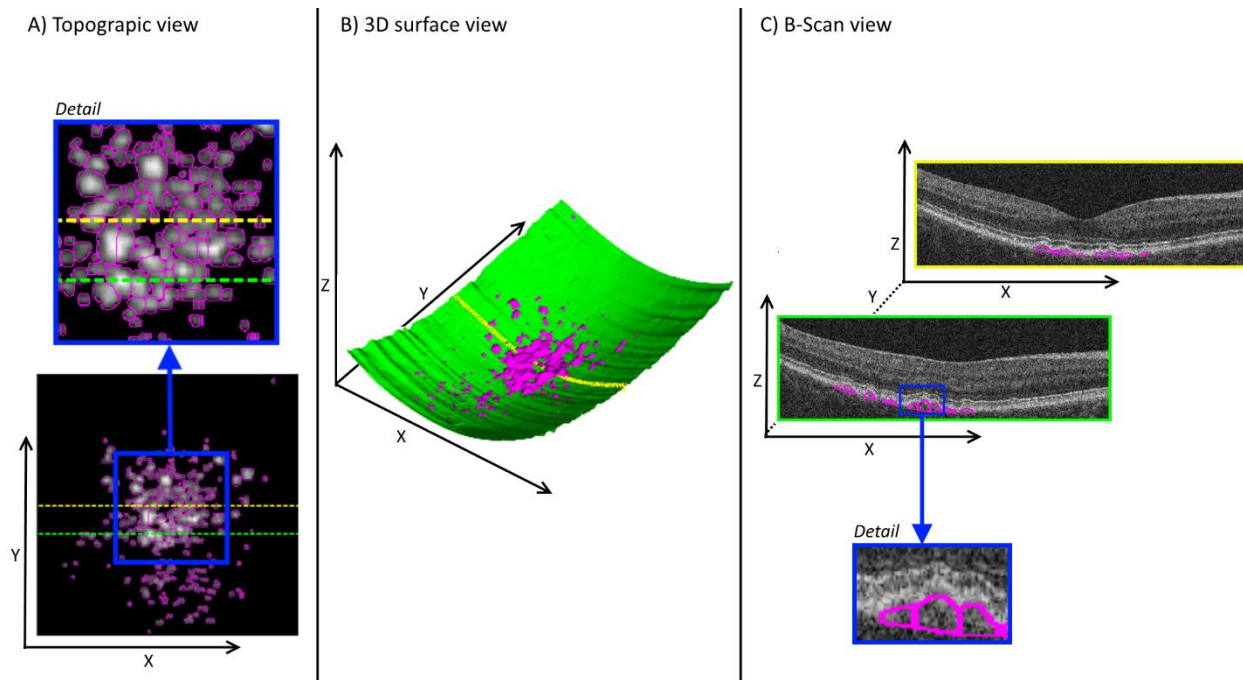 A) Topograpic view
Detail
Y
X
B) 3D surface view
Z
Y
X
C) B-Scan view
Z
Y
X
Z
X
Detail